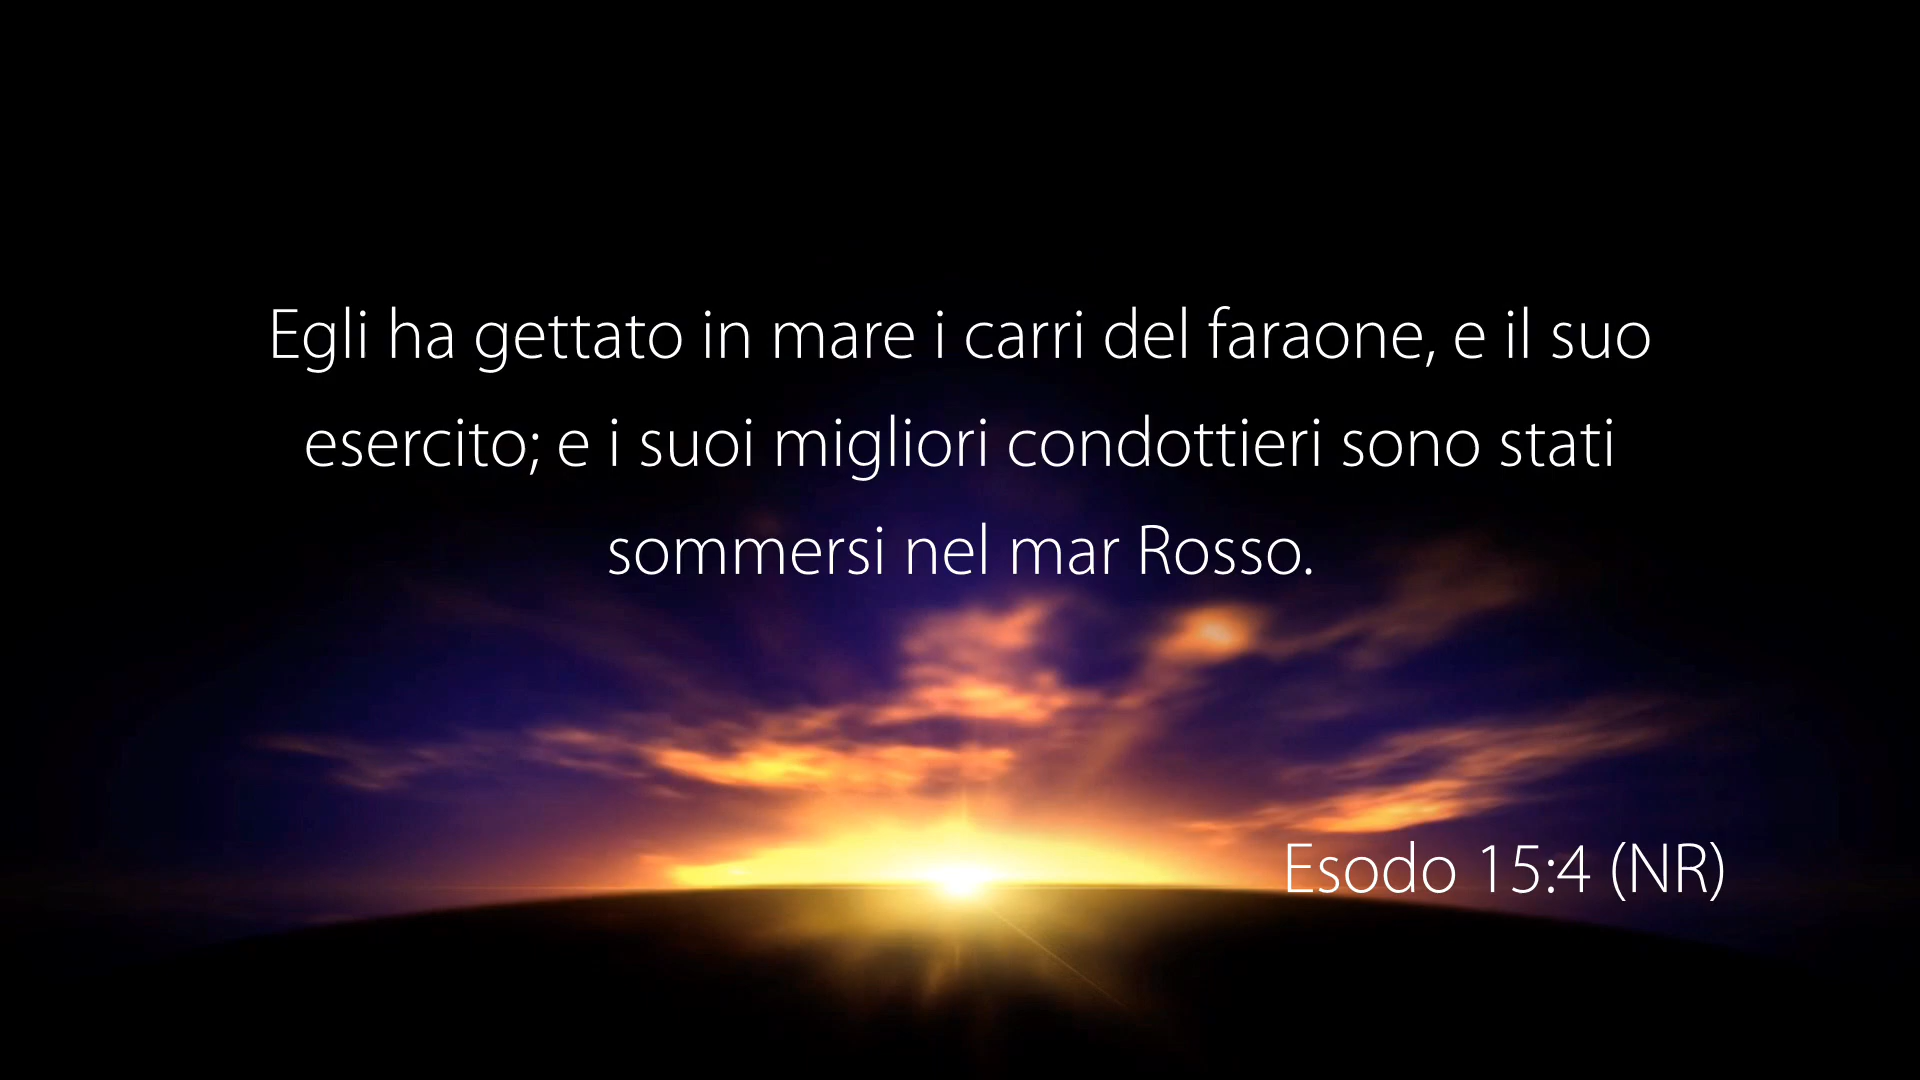 Egli ha gettato in mare i carri del faraone, e il suo
esercito; e i suoi migliori condottieri sono stati
sommersi nel mar Rosso.
Esodo 15:4 (NR)